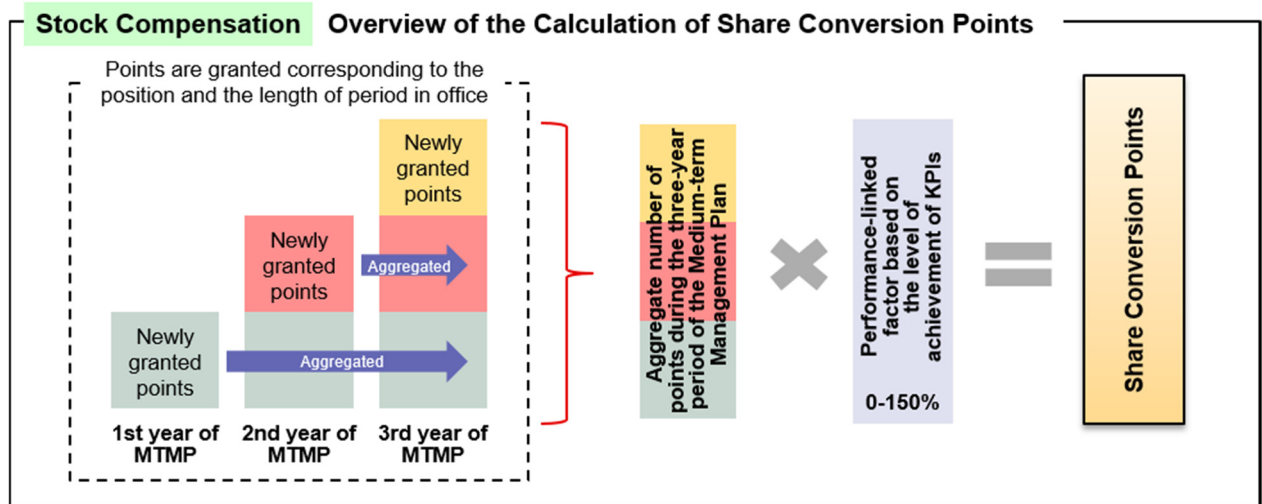 Stock Compensation Overview of the Calculation of Share Conversion Points
Points are granted corresponding to the
position and the length of period in office
Newly
granted
points
Newly
granted
points
Aggregated
Newly
granted
points
Aggregated
1st year of
MTMP
2nd year of
MTMP
3rd year of
MTMP
Aggregate number of
points during the three-year
period of the Medium-term
Management Plan
Performance-linked
factor based on
the level of
achievement of KPIs
0-150%
Share Conversion Points